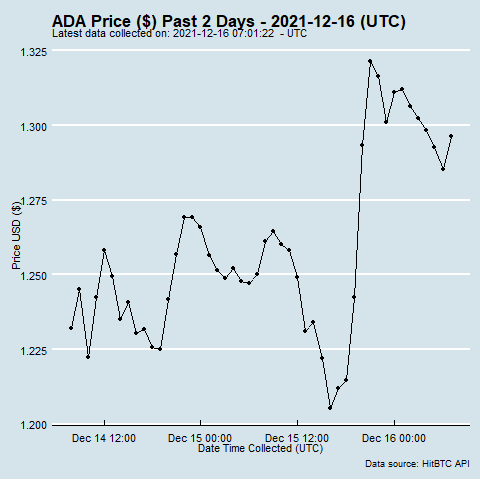 ADA Price ($) Past 2 Days - 2021-12-16 (UTC)
Latest data collected on: 2021-12-16 07:01:22  - UTC
1.325
1.300
1.275
1.250
1.225
1.200
Price USD ($)
Dec 14 12:00
Dec 15 00:00
Dec 15 12:00
Dec 16 00:00
Date Time Collected (UTC)
Data source: HitBTC API